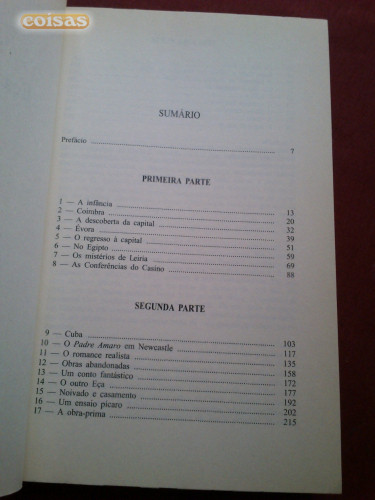 coisas
SUMÁRIO
Prefácio 7
PRIMEIRA PARTE
1 — A infância 13
2 — Coimbra 20
3 — A descoberta da capital 32
4 — Évora 39
5 — O regresso à capital 51
6 — No Egipto 59
7 — Os mistérios de Leiria 69
8 — As Conferências do Casino 88
SEGUNDA PARTE
9 — Cuba 103
10 — O Padre Amaro em Newcastle 117
11 — O romance realista 135
12 — Obras abandonadas 158
13 — Um conto fantástico 172
14 — O outro Eça 177
15 — Noivado e casamento 192
16 — Um ensaio pícaro 202
17 — A obra-prima 215